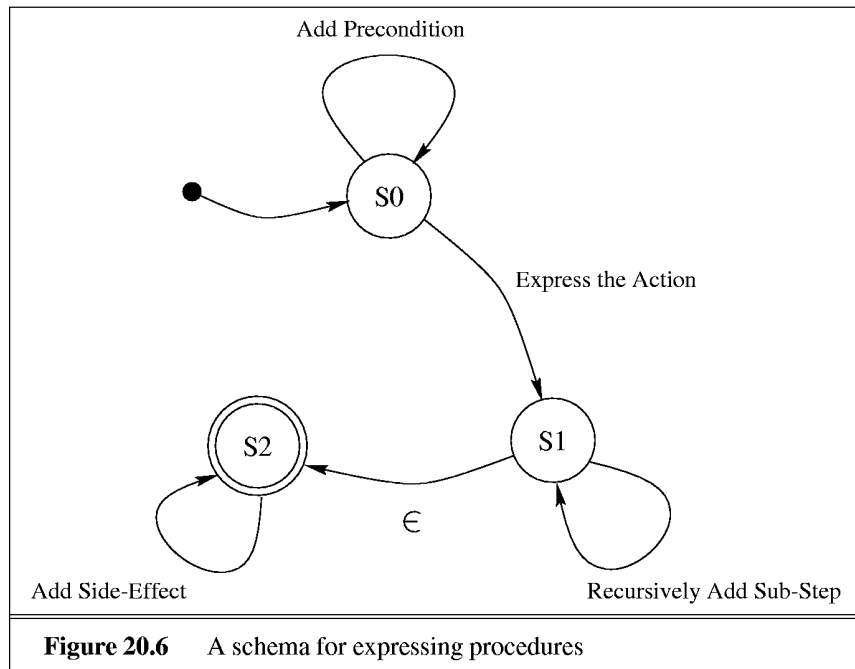 Add Precondition
S0
Express the Action
S1
S2
ϵ
Add Side-Effect
Recursively Add Sub-Step
Figure 20.6 A schema for expressing procedures